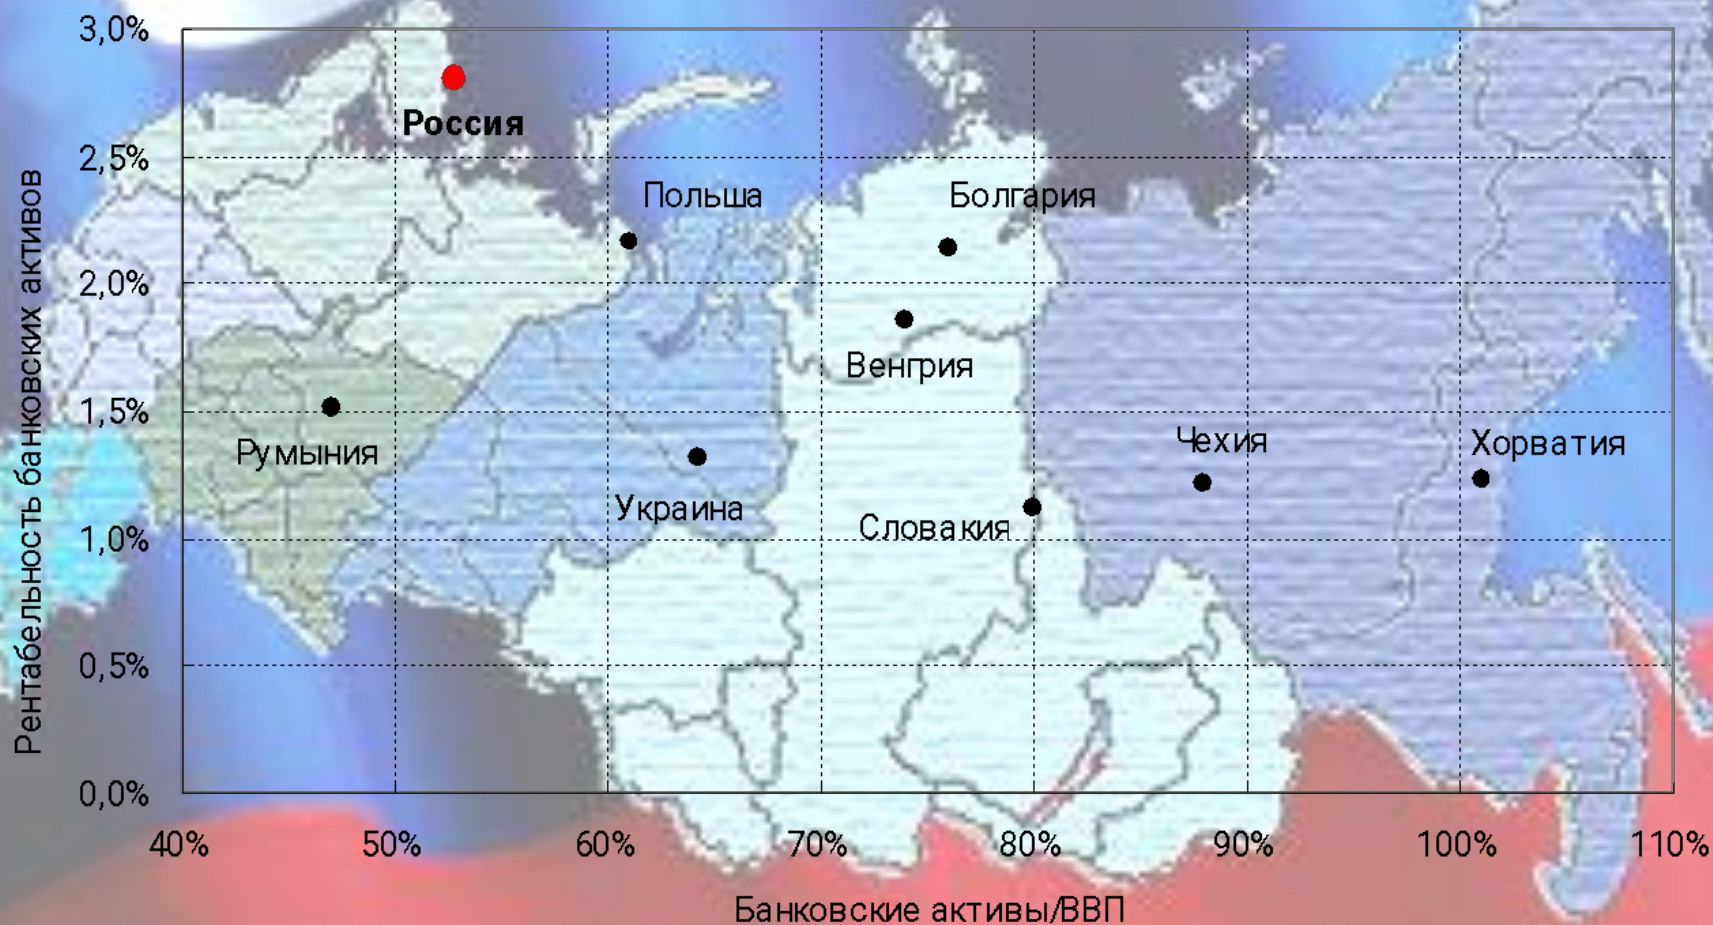 3,0%
Россия
2,5%
Польша
Болгария
2,0%
Венгрия
1,5%
Румыния
Чехия
Хорватия
Украина
Словакия
1,0%
0,5%
0,0%
Рентабельность банковских активов
40%
50%
60%
70%
80%
90%
100%
110%
Банковские активы/ВВП